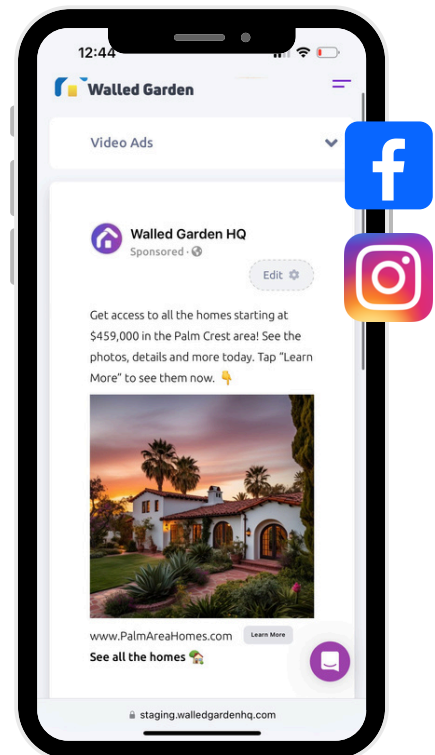 12:44
Walled Garden
Video Ads
Walled Garden HQ
Sponsored ·
Edit
Get access to all the homes starting at
$459,000 in the Palm Crest area! See the
photos, details and more today. Tap “Learn
More” to see them now. 👇
www.PalmAreaHomes.com
Learn More
See all the homes 🏡
staging.walledgardenhq.com